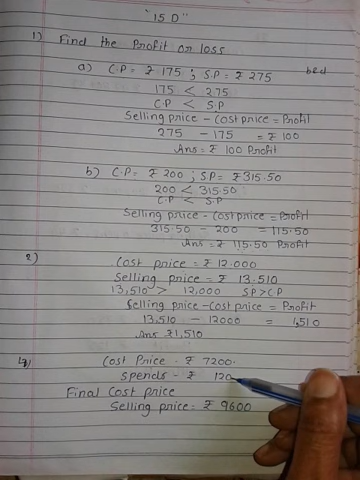 "15 D"
1) Find the Profit or loss
a) C.P = ₹ 175 ; S.P = ₹ 275
175 < 275
C.P < S.P
Selling price - Cost price = Profit
275 - 175 = ₹ 100
Ans = ₹ 100 Profit
b) C.P = ₹ 200 ; S.P = ₹ 315.50
200 < 315.50
C.P < S.P
Selling price - Cost price = Profit
315.50 - 200 = 115.50
Ans = ₹ 115.50 Profit
2) Cost price = ₹ 12.000
Selling price = ₹ 13.510
13,510 > 12,000 SP > CP
Selling price - Cost price = Profit
13,510 - 12000 = 1,510
Ans ₹1,510
Cost Price - ₹ 7200.
Spends - ₹ 120
Final Cost price
Selling price = ₹ 9600